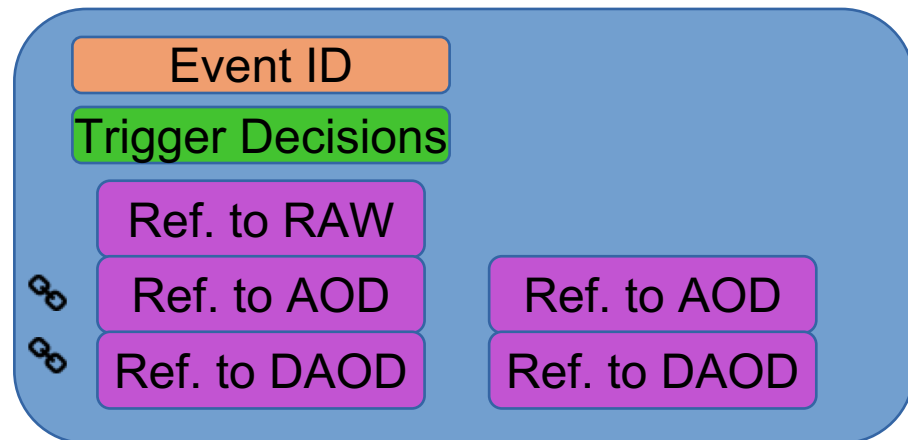 Event ID
Trigger Decisions
Ref. to RAW
Ref. to AOD
Ref. to AOD
Ref. to DAOD
Ref. to DAOD